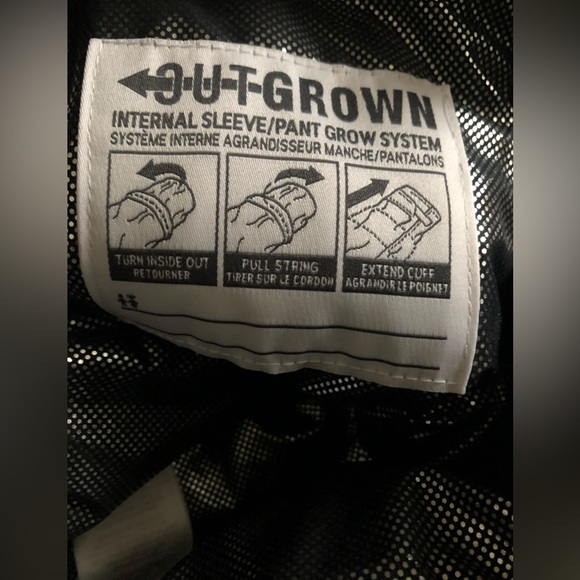 OUTGROWN
INTERNAL SLEEVE/PANT GROW SYSTEM
SYSTÈME INTERNE AGRANDISSEUR MANCHE/PANTALONS
TURN INSIDE OUT
RETOURNER
PULL STRING
TIRER SUR LE CORDON
EXTEND CUFF
AGRANDIR LE POIGNET